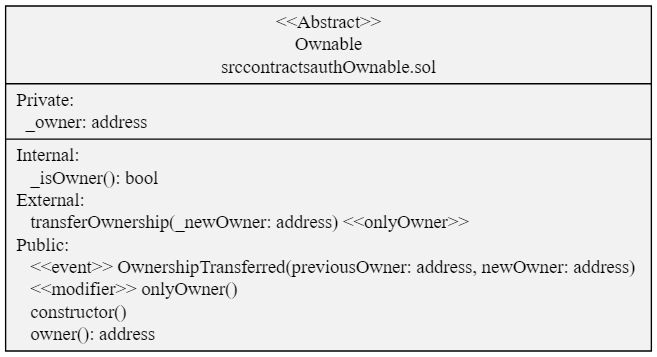 <<Abstract>>
Ownable
srccontractsauthOwnable.sol
Private:
_owner: address
Internal:
_isOwner(): bool
External:
transferOwnership(_newOwner: address) <<onlyOwner>>
Public:
<<event>> OwnershipTransferred(previousOwner: address, newOwner: address)
<<modifier>> onlyOwner()
constructor()
owner(): address